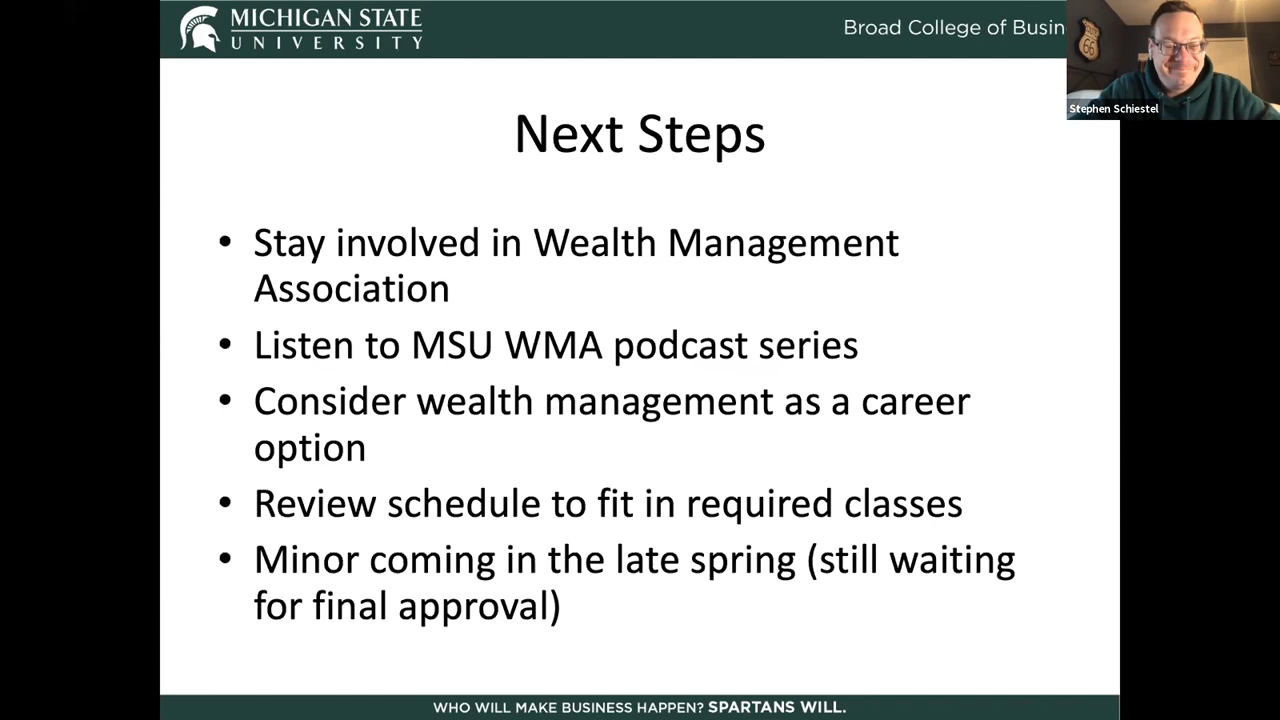 MICHIGAN STATE
UNIVERSITY
Broad College of Busin
66
Stephen Schiestel
Next Steps
• Stay involved in Wealth Management
Association
• Listen to MSU WMA podcast series
• Consider wealth management as a career
option
• Review schedule to fit in required classes
• Minor coming in the late spring (still waiting
for final approval)
WHO WILL MAKE BUSINESS HAPPEN? SPARTANS WILL.